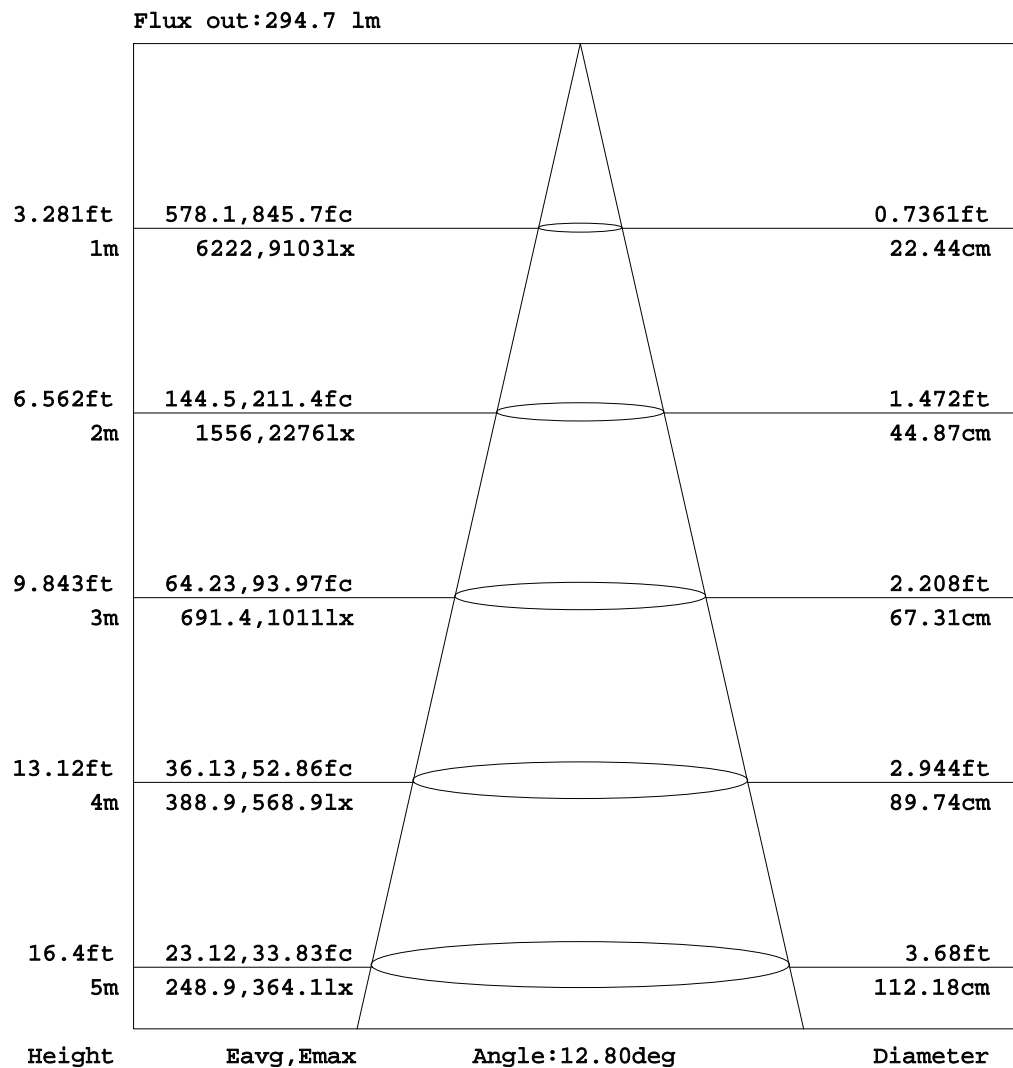 Flux out:294.7 lm
3.281ft 578.1,845.7fc 0.7361ft
1m 6222,9103lx 22.44cm
6.562ft 144.5,211.4fc 1.472ft
2m 1556,2276lx 44.87cm
9.843ft 64.23,93.97fc 2.208ft
3m 691.4,1011lx 67.31cm
13.12ft 36.13,52.86fc 2.944ft
4m 388.9,568.9lx 89.74cm
16.4ft 23.12,33.83fc 3.68ft
5m 248.9,364.1lx 112.18cm
Height Eavg,Emax Angle:12.80deg Diameter